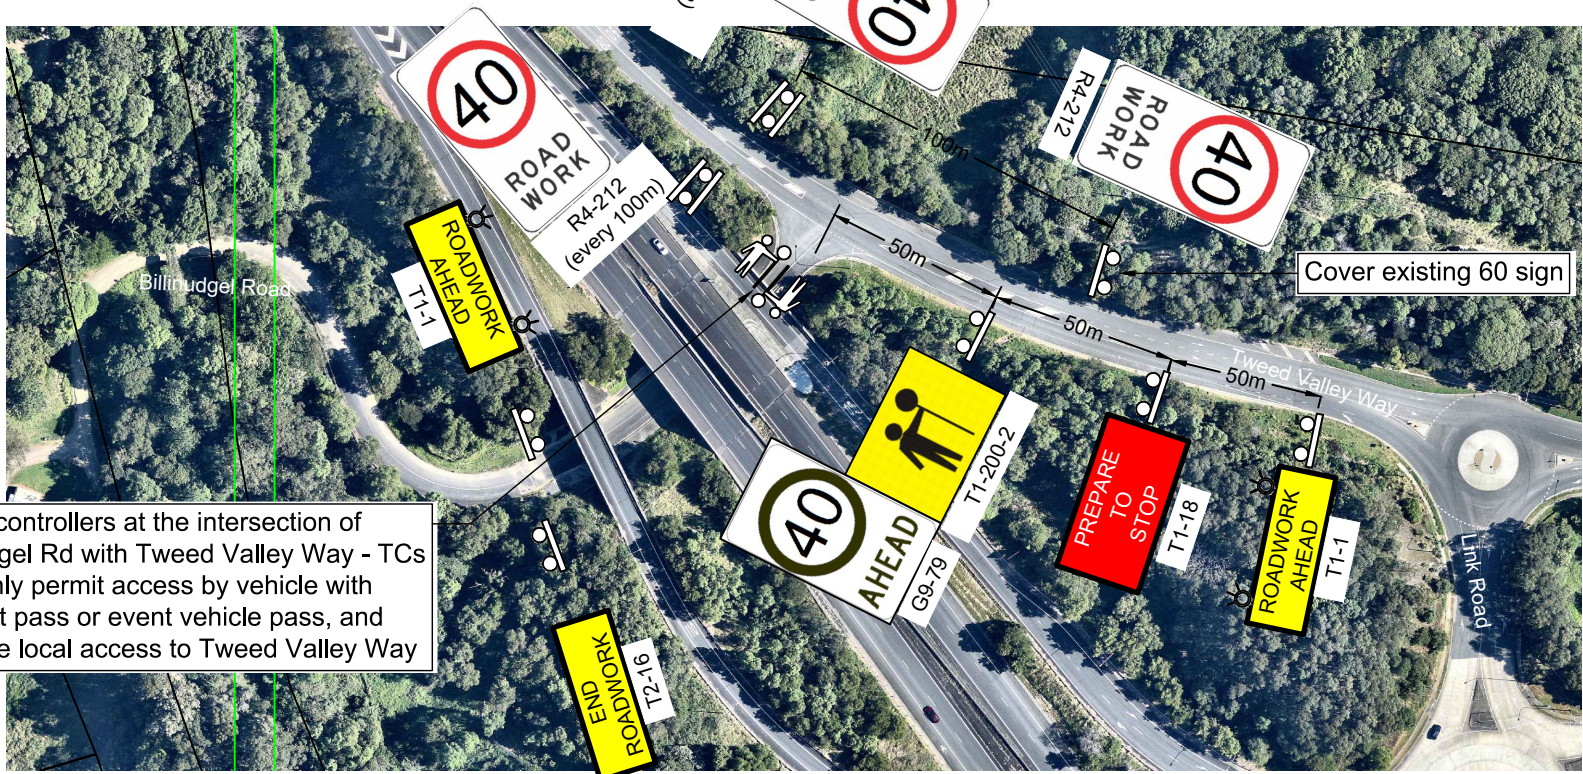 40
40
ROAD
WORK
R4-212
(every 100m)
R4-212
ROAD
WORK
40
100m
ROADWORK
AHEAD
T1-1
Billinudgel Road
50m
50m
50m
Cover existing 60 sign
Tweed Valley Way
T1-200-2
40
AHEAD
G9-79
PREPARE
TO
STOP
T1-18
ROADWORK
AHEAD
T1-1
Link Road
controllers at the intersection of
gel Rd with Tweed Valley Way - TCs
nly permit access by vehicle with
t pass or event vehicle pass, and
e local access to Tweed Valley Way
END
ROADWORK
T2-16